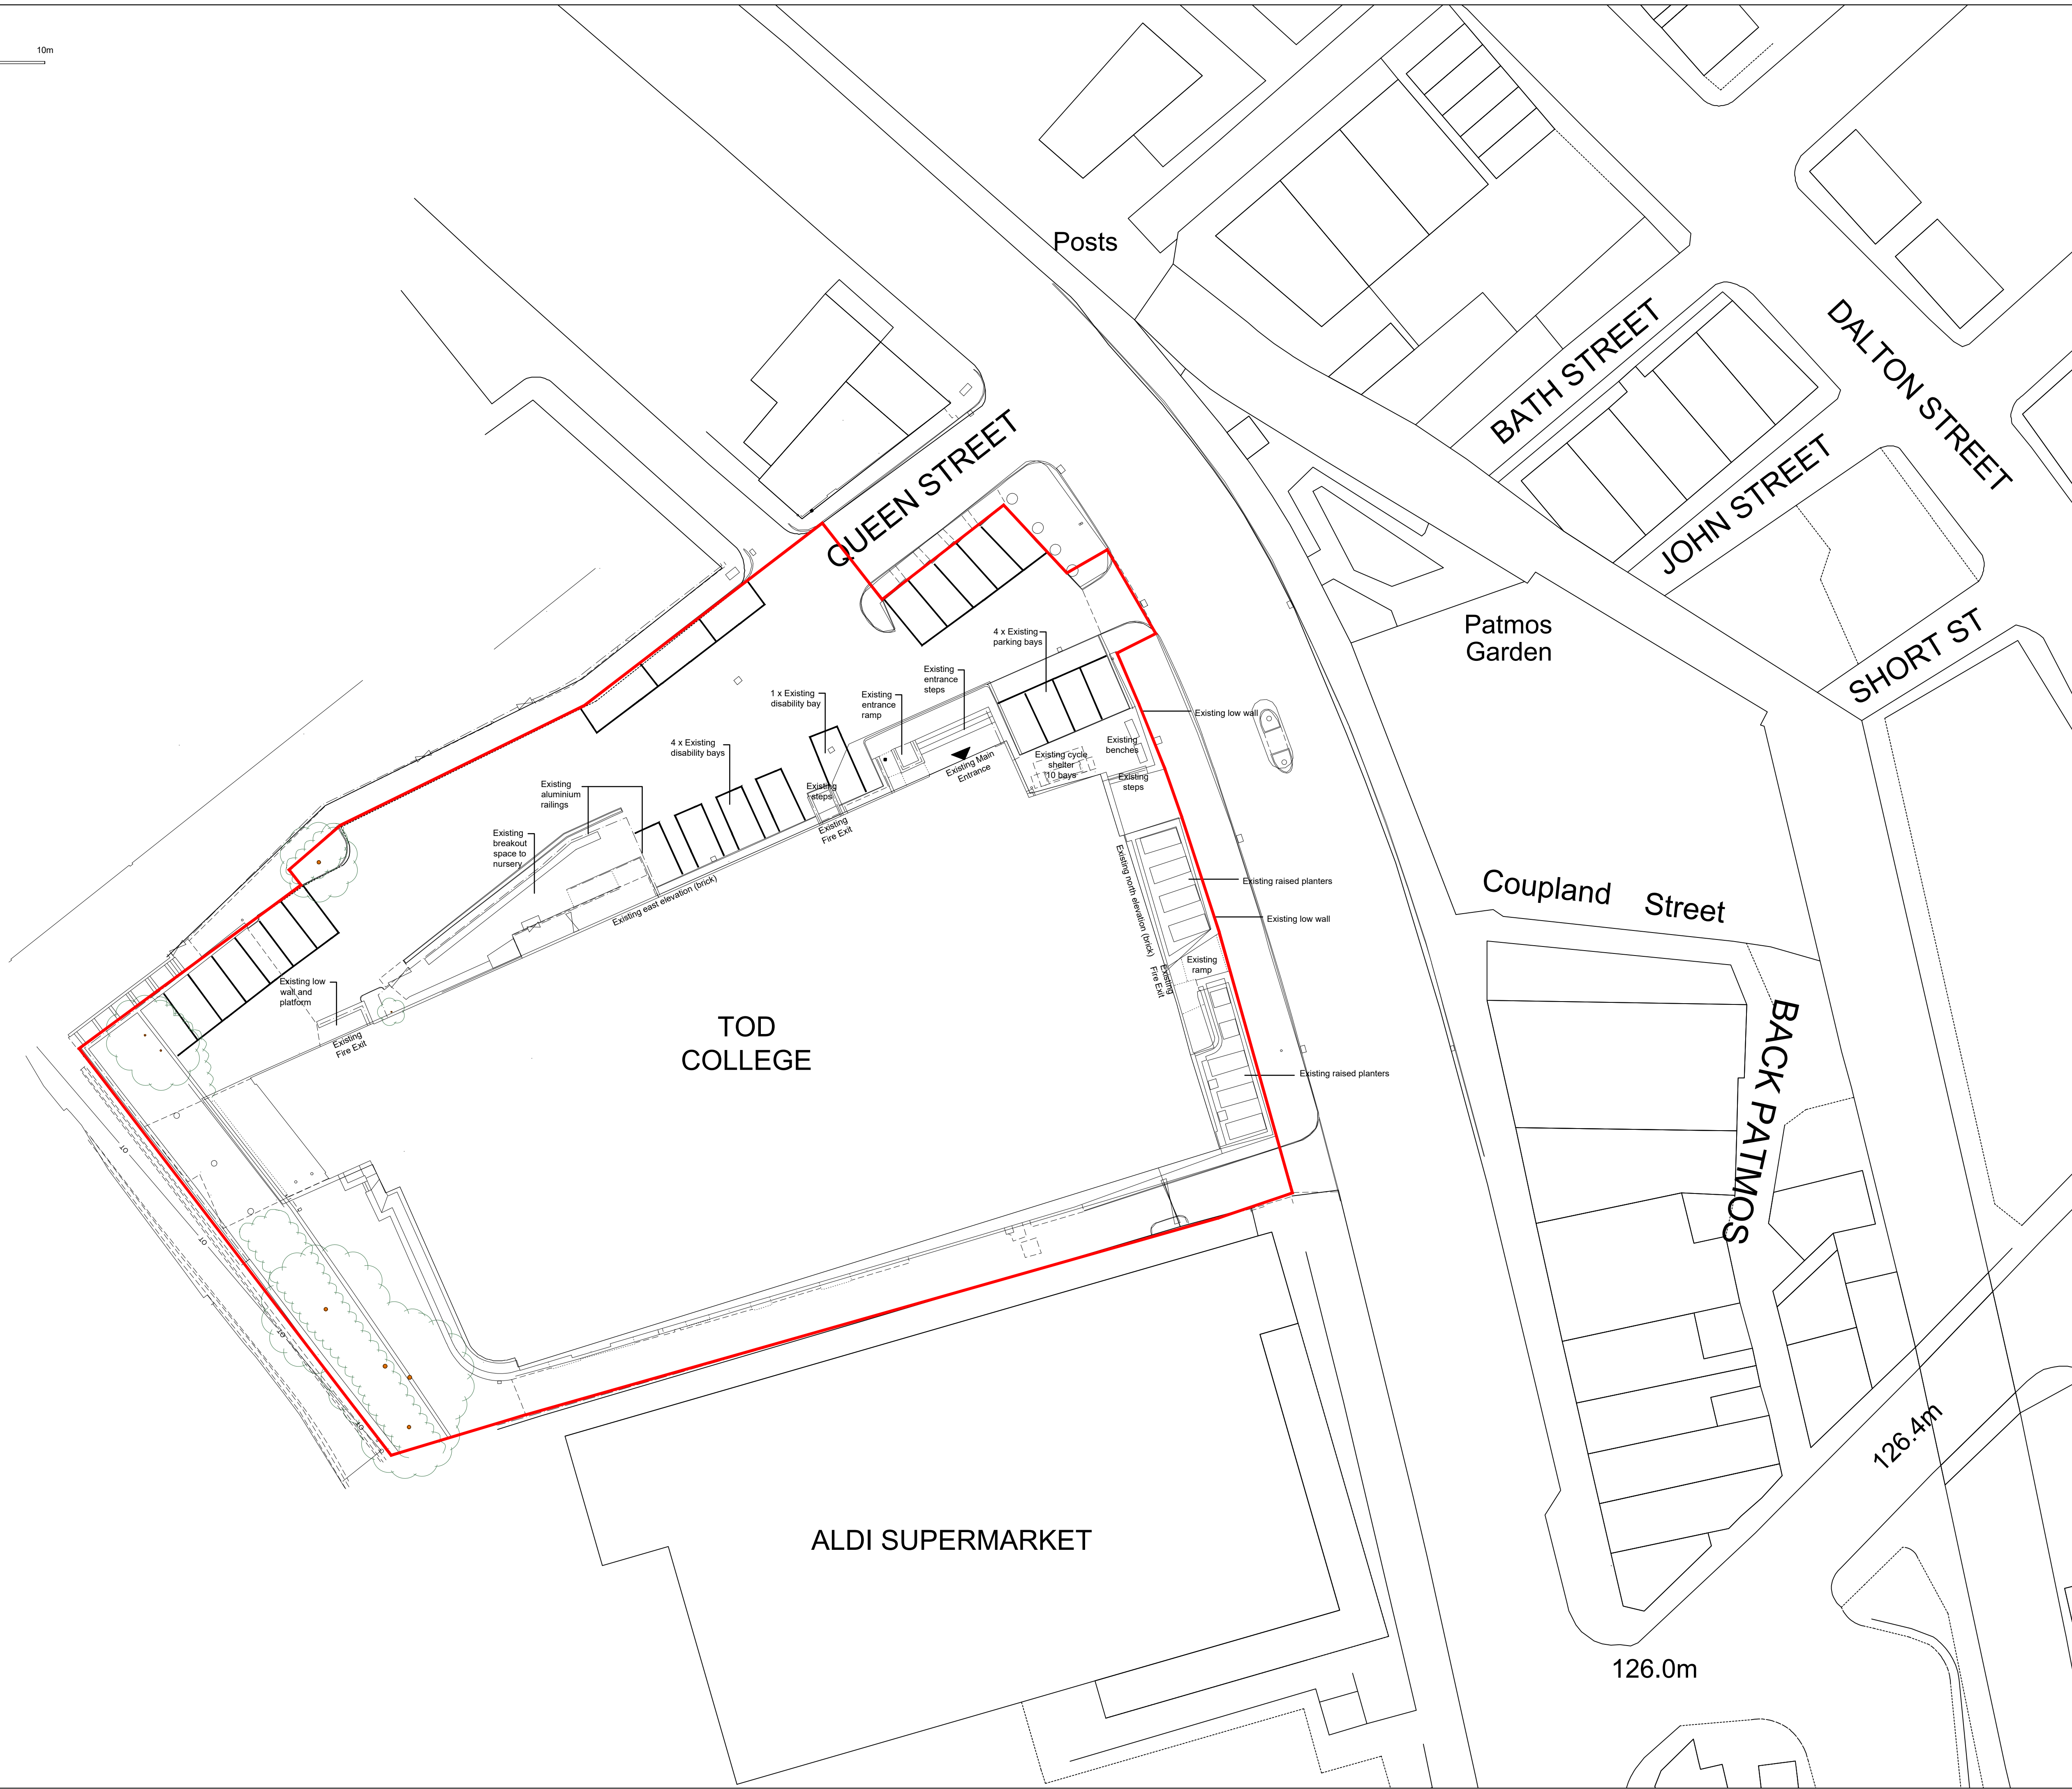 10m
Posts
BATH STREET
DALTON STREET
QUEEN STREET
JOHN STREET
Patmos
Garden
SHORT ST
4 x Existing
parking bays
Existing
entrance
steps
1 x Existing
disability bay
Existing
entrance
ramp
Existing low wall
4 x Existing
disability bays
Existing
benches
Existing Main
Entrance
Existing cycle
shelter
10 bays
Existing
steps
Existing
aluminium
railings
Existing
steps
Existing
Fire Exit
Existing
breakout
space to
nursery
Existing east elevation (brick)
Existing north elevation (brick)
Existing raised planters
Coupland Street
Existing low wall
Existing
ramp
Existing
Fire Exit
Existing low
wall and
platform
Existing
Fire Exit
TOD
COLLEGE
BACK PATMOS
Existing raised planters
TO
TO
TO
TO
126.4m
ALDI SUPERMARKET
126.0m